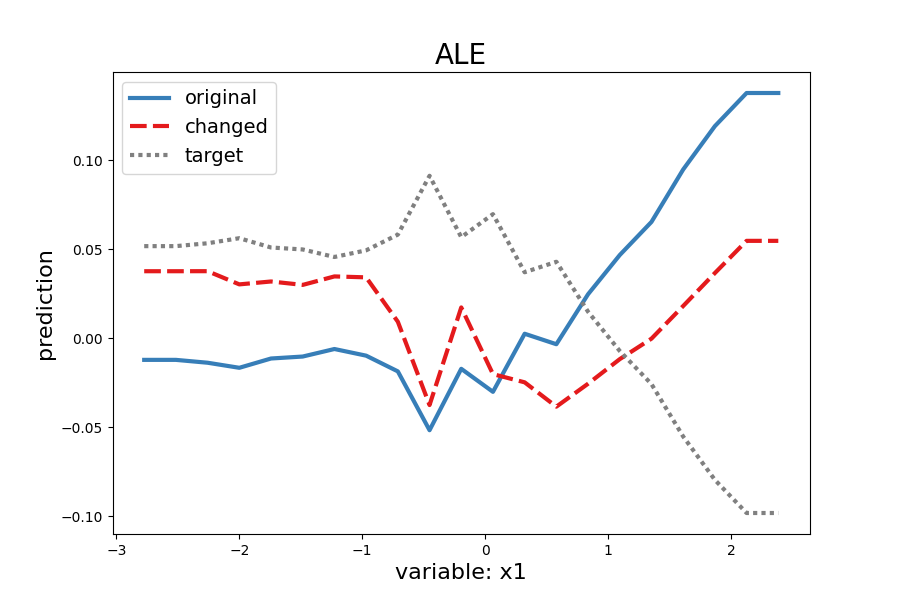 ALE
original
changed
target
prediction
0.10
0.05
0.00
−0.05
−0.10
−3 −2 −1 0 1 2
variable: x1